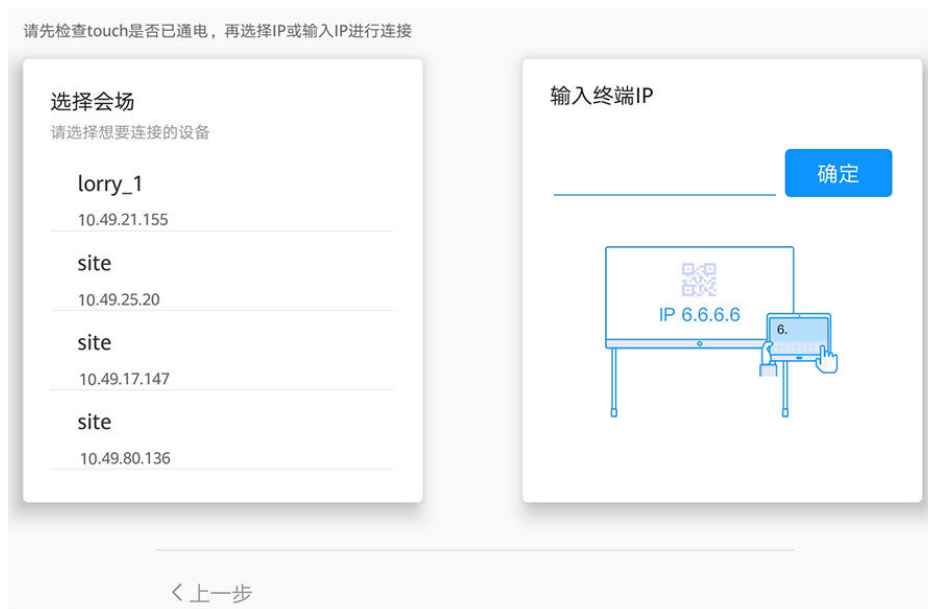 请先检查touch是否已通电，再选择IP或输入IP进行连接
选择会场
请选择想要连接的设备
lorry_1
10.49.21.155
site
10.49.25.20
site
10.49.17.147
site
10.49.80.136
输入终端IP
确定
IP 6.6.6.6
6.
上一步